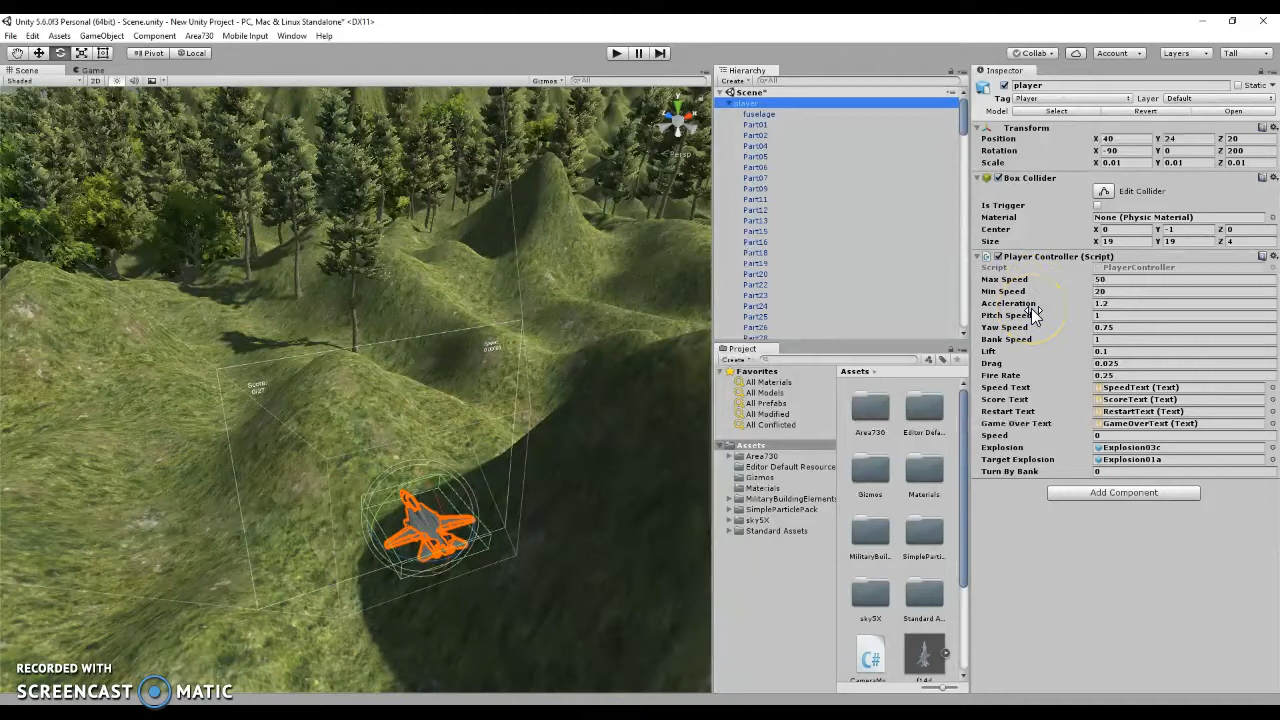 Unity 5.6.0f3 Personal (64bit) - Scene.unity - New Unity Project - PC, Mac & Linux Standalone* <DX11>
File Edit Assets GameObject Component Area730 Mobile Input Window Help
Pivot Local Collab Account Layers Tall
Scene Game
Shaded 2D Gizmos All
Persp
Hierarchy
Create All
Scene*
player
fuselage
Part01
Part02
Part04
Part05
Part06
Part07
Part09
Part11
Part12
Part13
Part15
Part16
Part18
Part19
Part20
Part22
Part23
Part24
Part25
Part26
Part28
Project
Create
Favorites
All Materials
All Models
All Prefabs
All Modified
All Conflicted
Assets
Area730
Editor Default Resource
Gizmos
Materials
MilitaryBuildingElements
SimpleParticlePack
sky5X
Standard Assets
Assets
Area730 Editor Defa...
Gizmos Materials
MilitaryBuil... SimpleParti...
sky5X Standard A...
C#
CameraMo...
f14d
Inspector
player Static
Tag Player Layer Default
Model Select Revert Open
Transform
Position X 40 Y 24 Z 20
Rotation X -90 Y 0 Z 200
Scale X 0.01 Y 0.01 Z 0.01
Box Collider
Edit Collider
Is Trigger
Material None (Physic Material)
Center X 0 Y -1 Z 0
Size X 19 Y 19 Z 4
Player Controller (Script)
Script PlayerController
Max Speed 50
Min Speed 20
Acceleration 1.2
Pitch Speed 1
Yaw Speed 0.75
Bank Speed 1
Lift 0.1
Drag 0.025
Fire Rate 0.25
Speed Text SpeedText (Text)
Score Text ScoreText (Text)
Restart Text RestartText (Text)
Game Over Text GameOverText (Text)
Speed 0
Explosion Explosion03c
Target Explosion Explosion01a
Turn By Bank 0
Add Component
RECORDED WITH
SCREENCAST MATIC